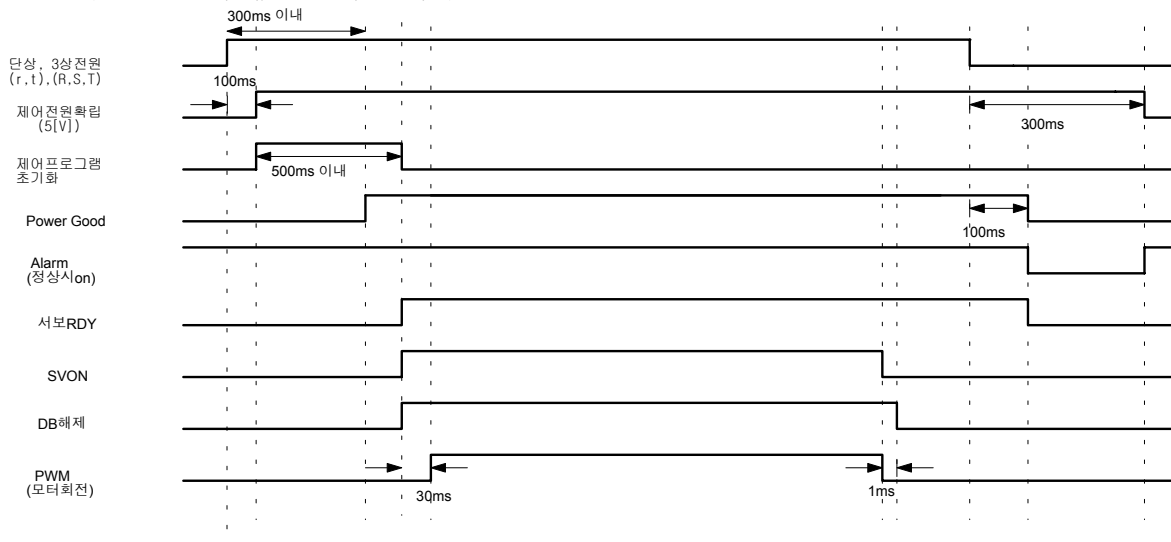 300ms 이내
단상, 3상전원
(r,t),(R,S,T)
100ms
제어전원확립
(5[V])
300ms
제어프로그램
초기화
500ms 이내
Power Good
100ms
Alarm
(정상시on)
서보RDY
SVON
DB해제
PWM
(모터회전)
30ms
1ms